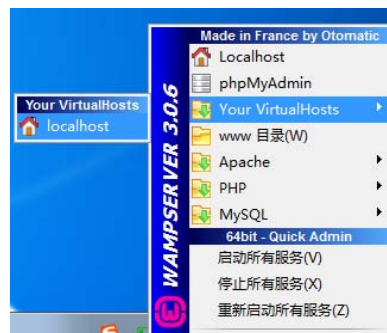 Made in France by Otomatic
Localhost
phpMyAdmin
Your VirtualHosts
www 目录(W)
Apache
PHP
MySQL
64bit - Quick Admin
启动所有服务(V)
停止所有服务(X)
重新启动所有服务(Z)
WAMPSERVER 3.0.6
Your VirtualHosts
localhost